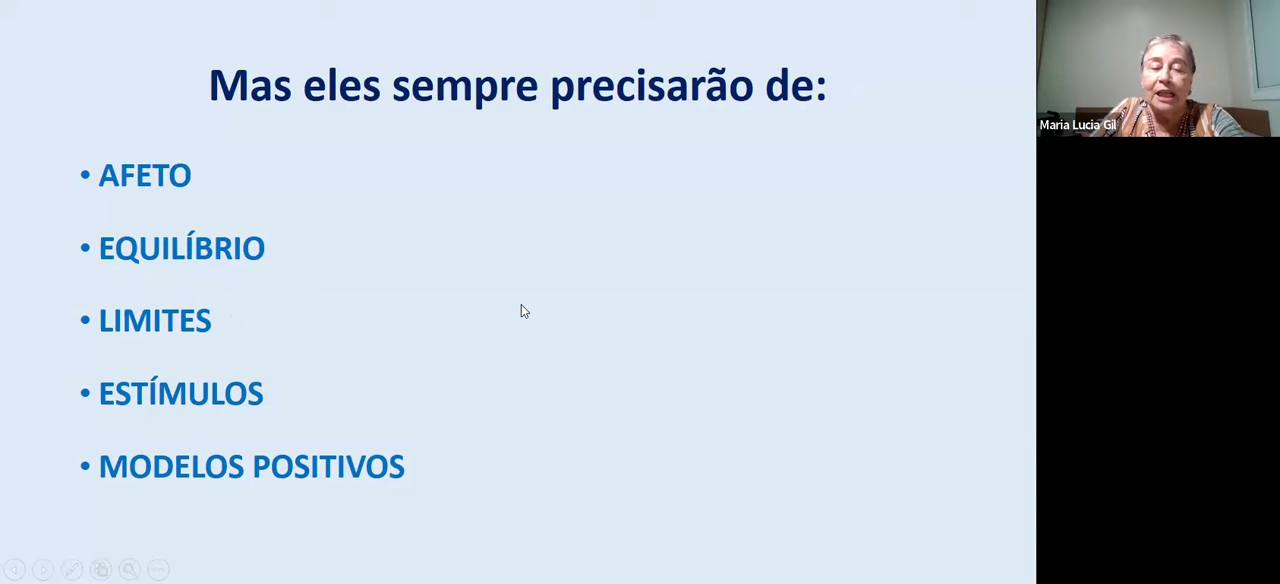 Mas eles sempre precisarão de:
• AFETO
• EQUILÍBRIO
• LIMITES
• ESTÍMULOS
• MODELOS POSITIVOS
Maria Lucia Gil